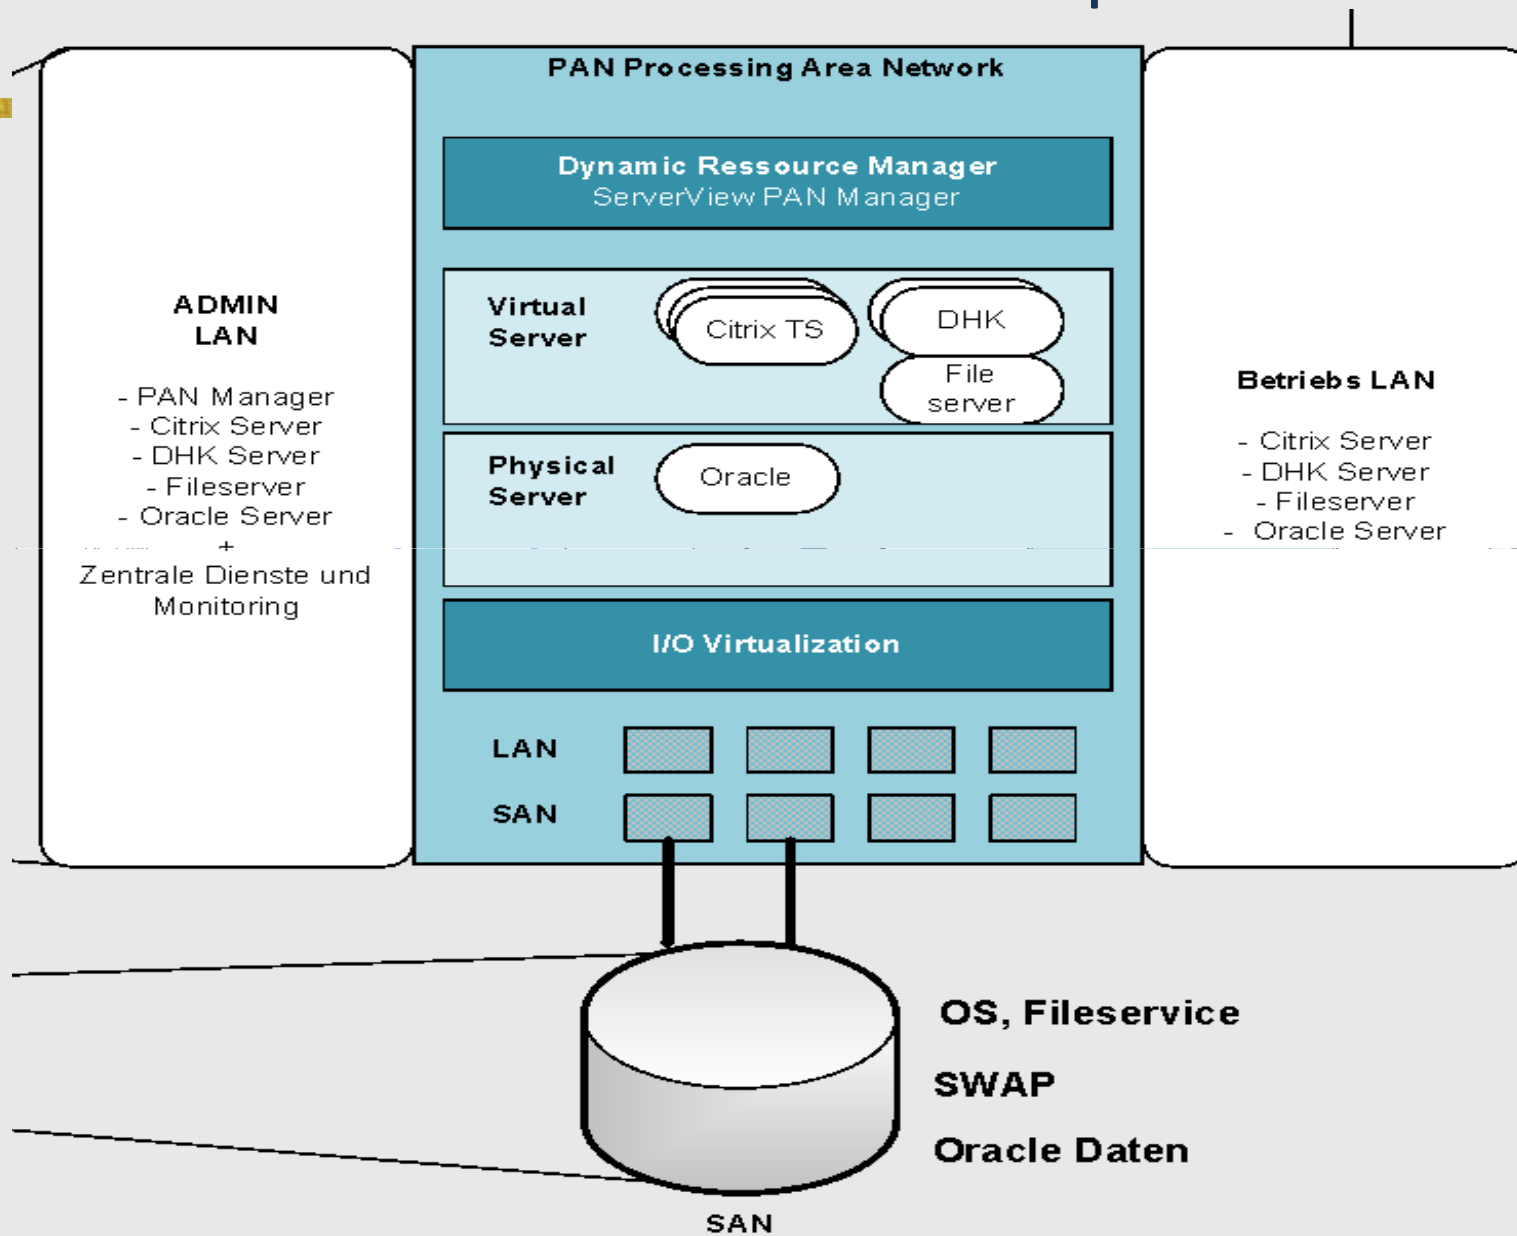 PAN Processing Area Network
Dynamic Ressource Manager
ServerView PAN Manager
ADMIN
LAN
- PAN Manager
- Citrix Server
- DHK Server
- Fileserver
- Oracle Server
+
Zentrale Dienste und
Monitoring
Virtual
Server
Citrix TS
DHK
File
server
Physical
Server
Oracle
I/O Virtualization
LAN
SAN
Betriebs LAN
- Citrix Server
- DHK Server
- Fileserver
- Oracle Server
OS, Fileservice
SWAP
Oracle Daten
SAN